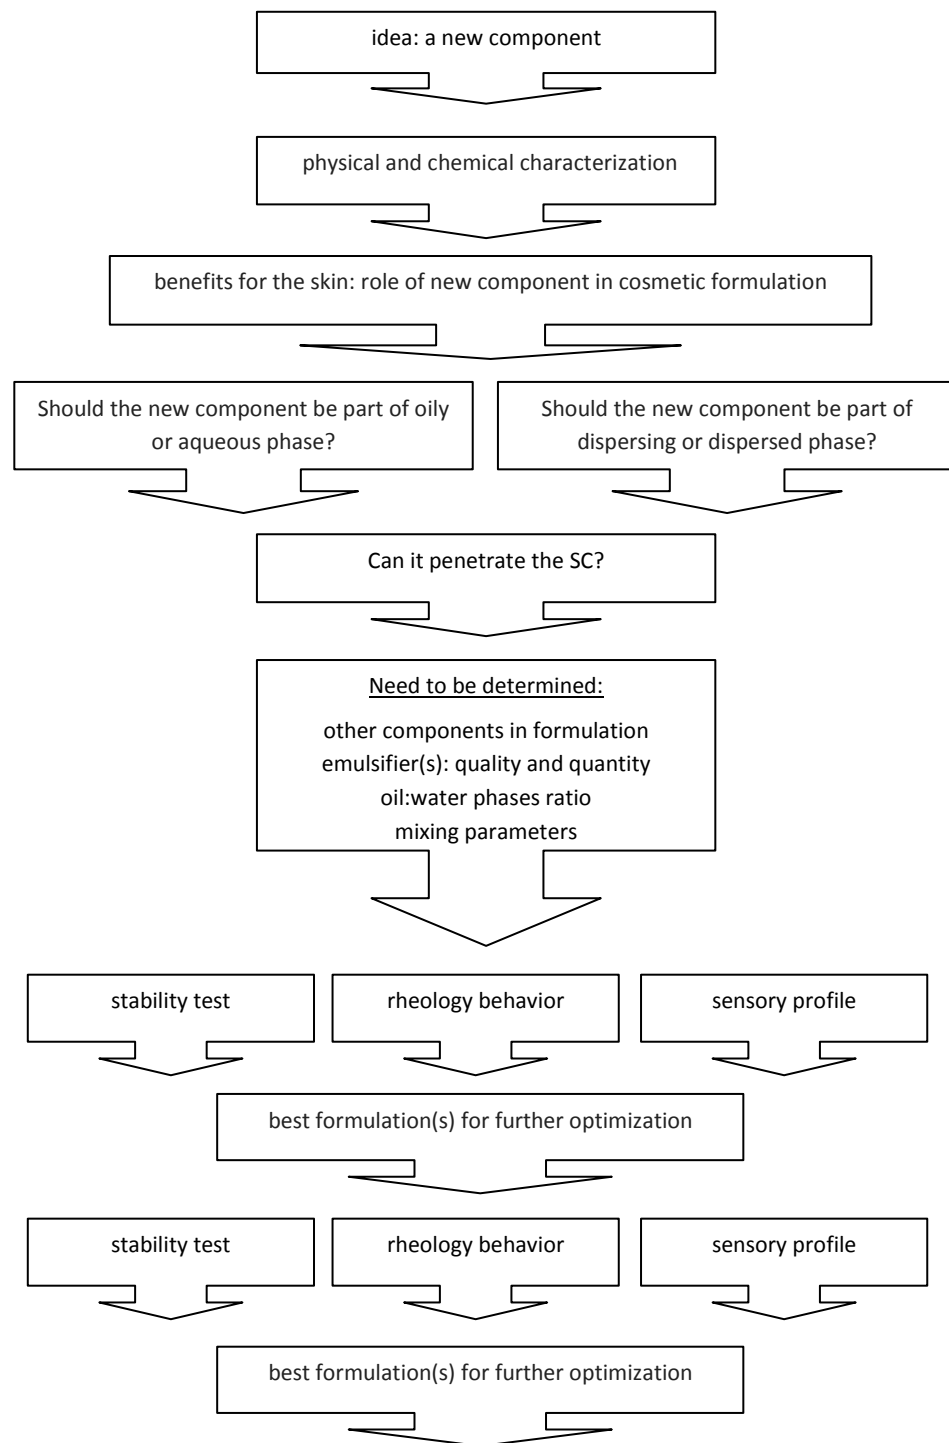 idea: a new component
physical and chemical characterization
benefits for the skin: role of new component in cosmetic formulation
Should the new component be part of oily
or aqueous phase?
Should the new component be part of
dispersing or dispersed phase?
Can it penetrate the SC?
Need to be determined:
other components in formulation
emulsifier(s): quality and quantity
oil:water phases ratio
mixing parameters
stability test
rheology behavior
sensory profile
best formulation(s) for further optimization
stability test
rheology behavior
sensory profile
best formulation(s) for further optimization